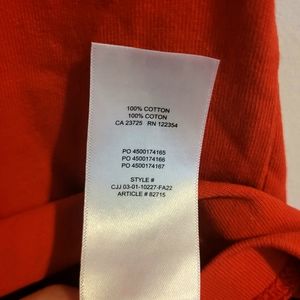 100% COTTON
100% COTON
CA 23725 RN 122354
PO 4500174165
PO 4500174166
PO 4500174167
STYLE #
CJJ 03-01-10227-FA22
ARTICLE # 82715